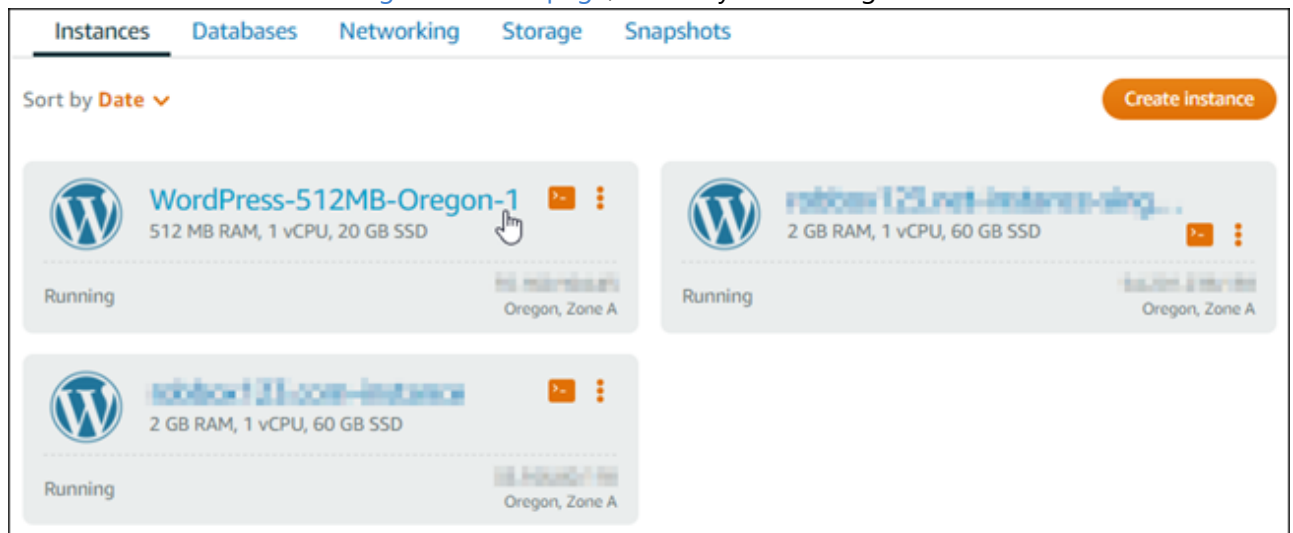 Instances Databases Networking Storage Snapshots
Sort by Date
Create instance
WordPress-512MB-Oregon-1
512 MB RAM, 1 vCPU, 20 GB SSD
Running
Oregon, Zone A
2 GB RAM, 1 vCPU, 60 GB SSD
Running
Oregon, Zone A
2 GB RAM, 1 vCPU, 60 GB SSD
Running
Oregon, Zone A